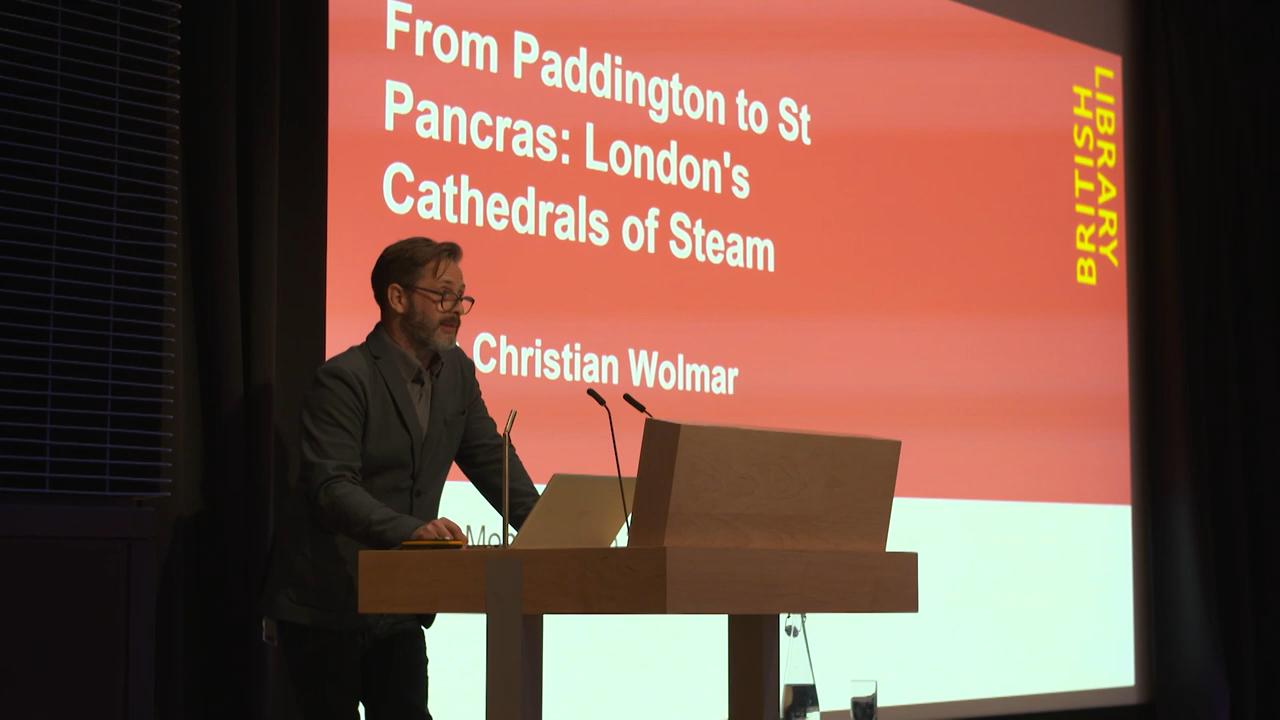 From Paddington to St
Pancras: London's
Cathedrals of Steam
Christian Wolmar
LIBRARY
BRITISH